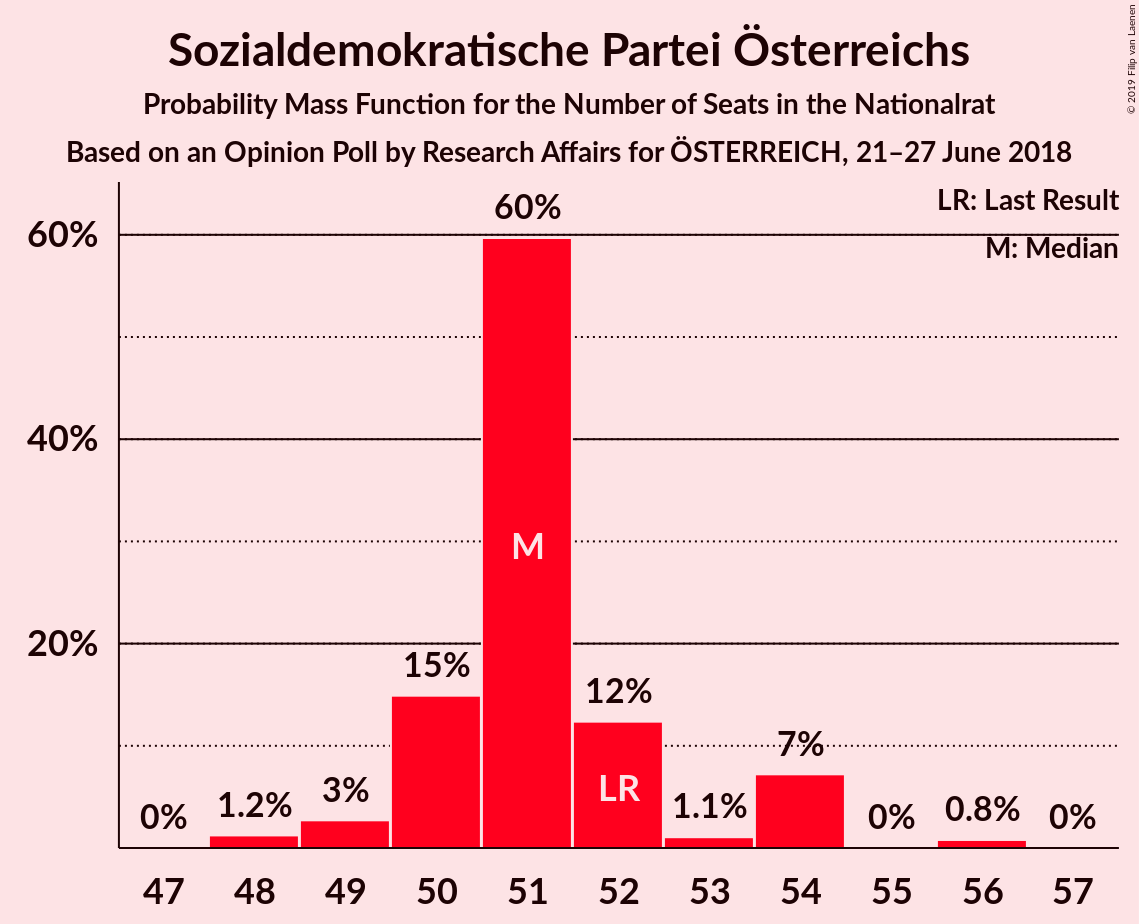 Sozialdemokratische Partei Österreichs
Probability Mass Function for the Number of Seats in the Nationalrat
Based on an Opinion Poll by Research Affairs for ÖSTERREICH, 21–27 June 2018
© 2019 Filip van Laenen
LR: Last Result
M: Median
60%
40%
20%
0%
1.2%
3%
15%
60%
M
12%
LR
1.1%
7%
0%
0.8%
0%
47 48 49 50 51 52 53 54 55 56 57